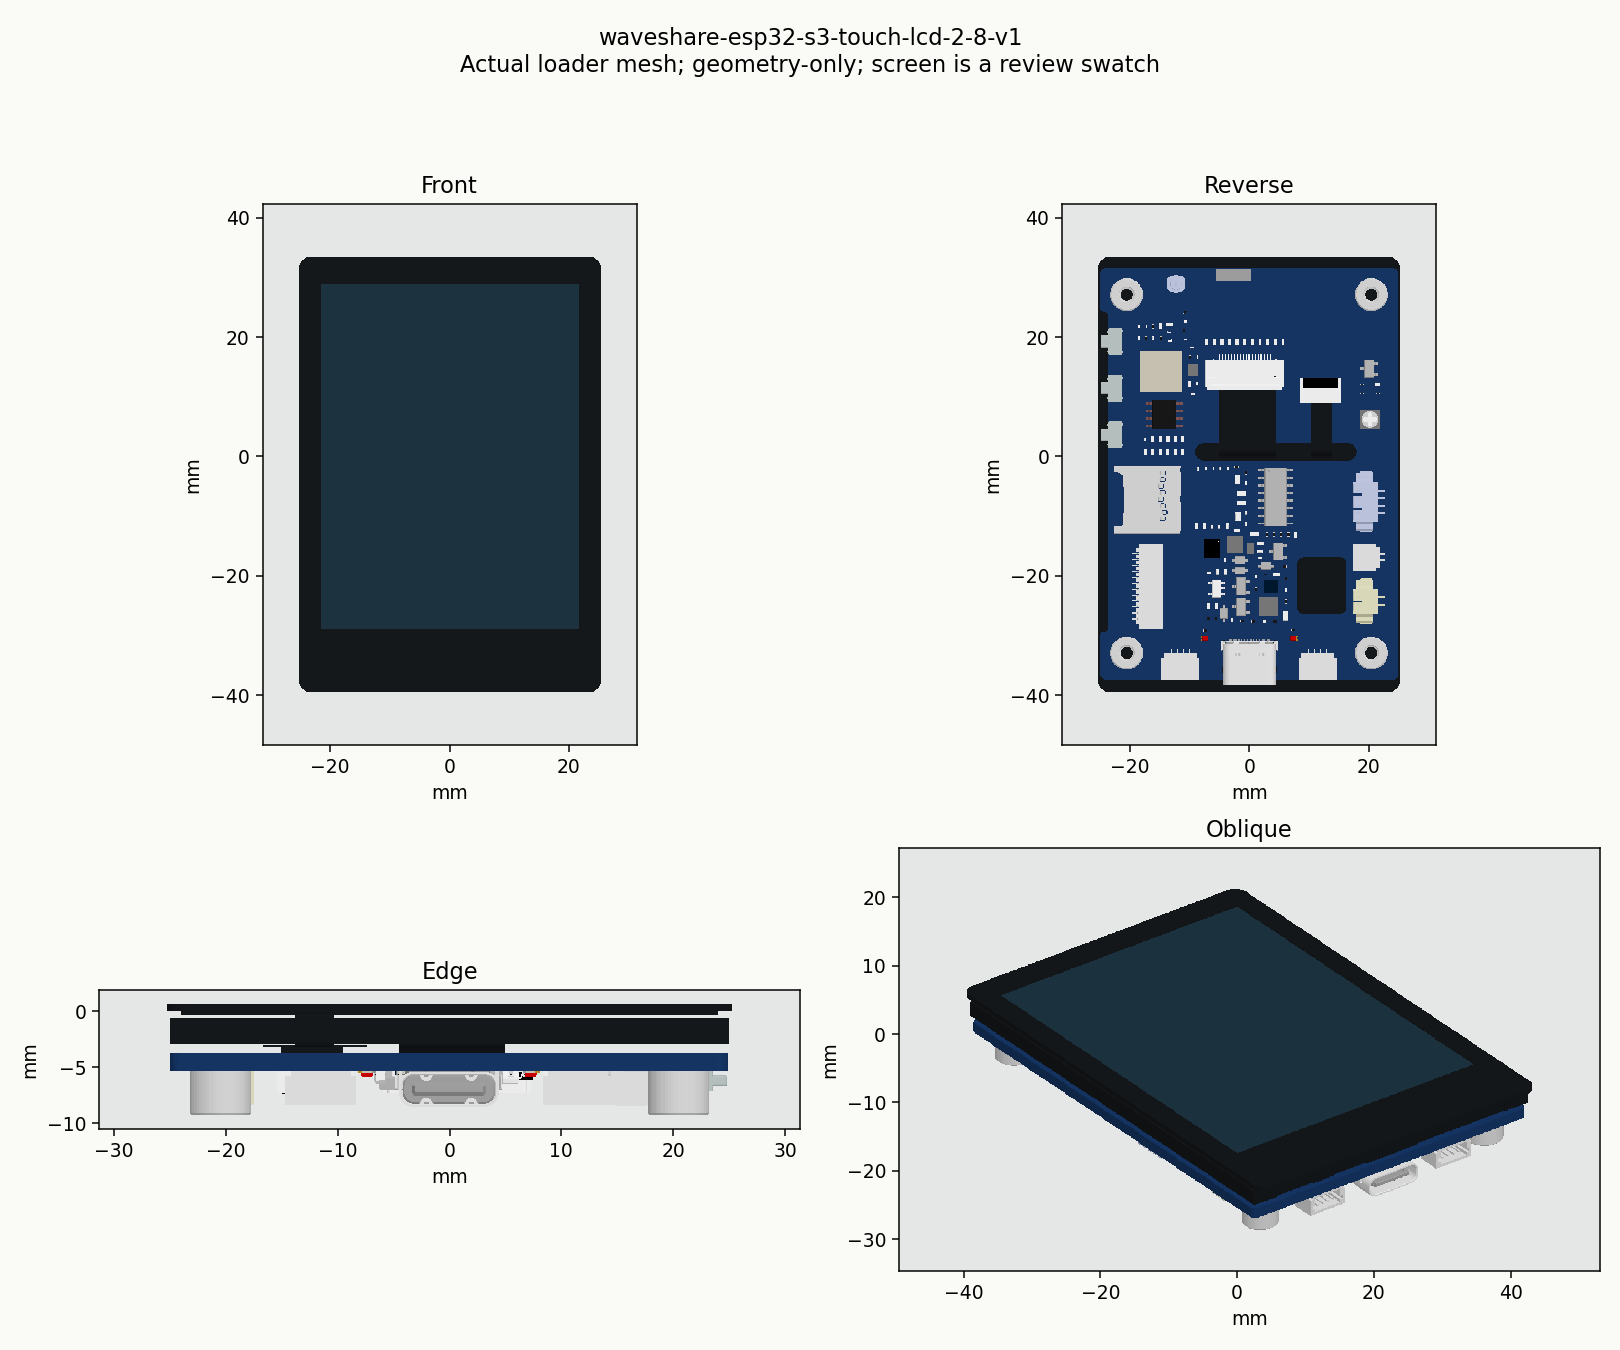 waveshare-esp32-s3-touch-lcd-2-8-v1
Actual loader mesh; geometry-only; screen is a review swatch
Front
40
20
0
−20
−40
mm
−20 0 20
mm
Reverse
40
20
0
−20
−40
mm
−20 0 20
mm
Edge
0
−5
−10
mm
−30 −20 −10 0 10 20 30
mm
Oblique
20
10
0
−10
−20
−30
mm
−40 −20 0 20 40
mm